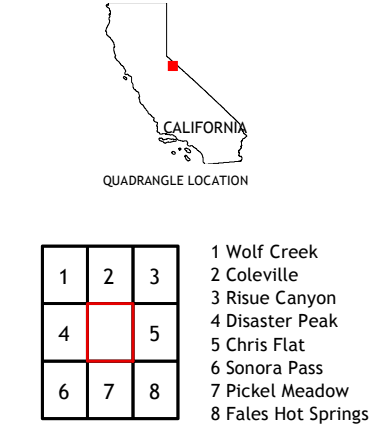 CALIFORNIA
QUADRANGLE LOCATION
1 2 3
4 5
6 7 8
1 Wolf Creek
2 Coleville
3 Risue Canyon
4 Disaster Peak
5 Chris Flat
6 Sonora Pass
7 Pickel Meadow
8 Fales Hot Springs